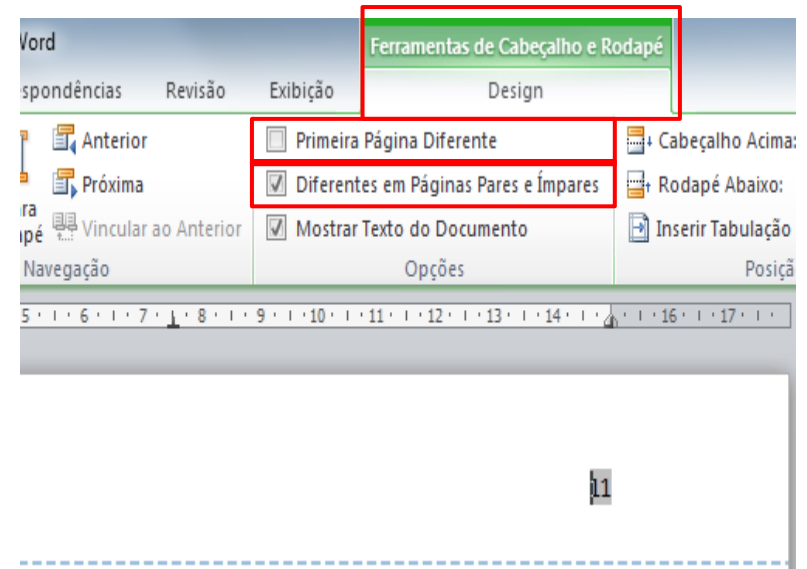 Word
Ferramentas de Cabeçalho e Rodapé
spondências Revisão Exibição Design
Anterior
Próxima
ra
apé Vincular ao Anterior
Navegação
Primeira Página Diferente
Diferentes em Páginas Pares e Ímpares
Mostrar Texto do Documento
Opções
Cabeçalho Acima:
Rodapé Abaixo:
Inserir Tabulação
Posiçã
5 6 7 8 9 10 11 12 13 14 16 17
11